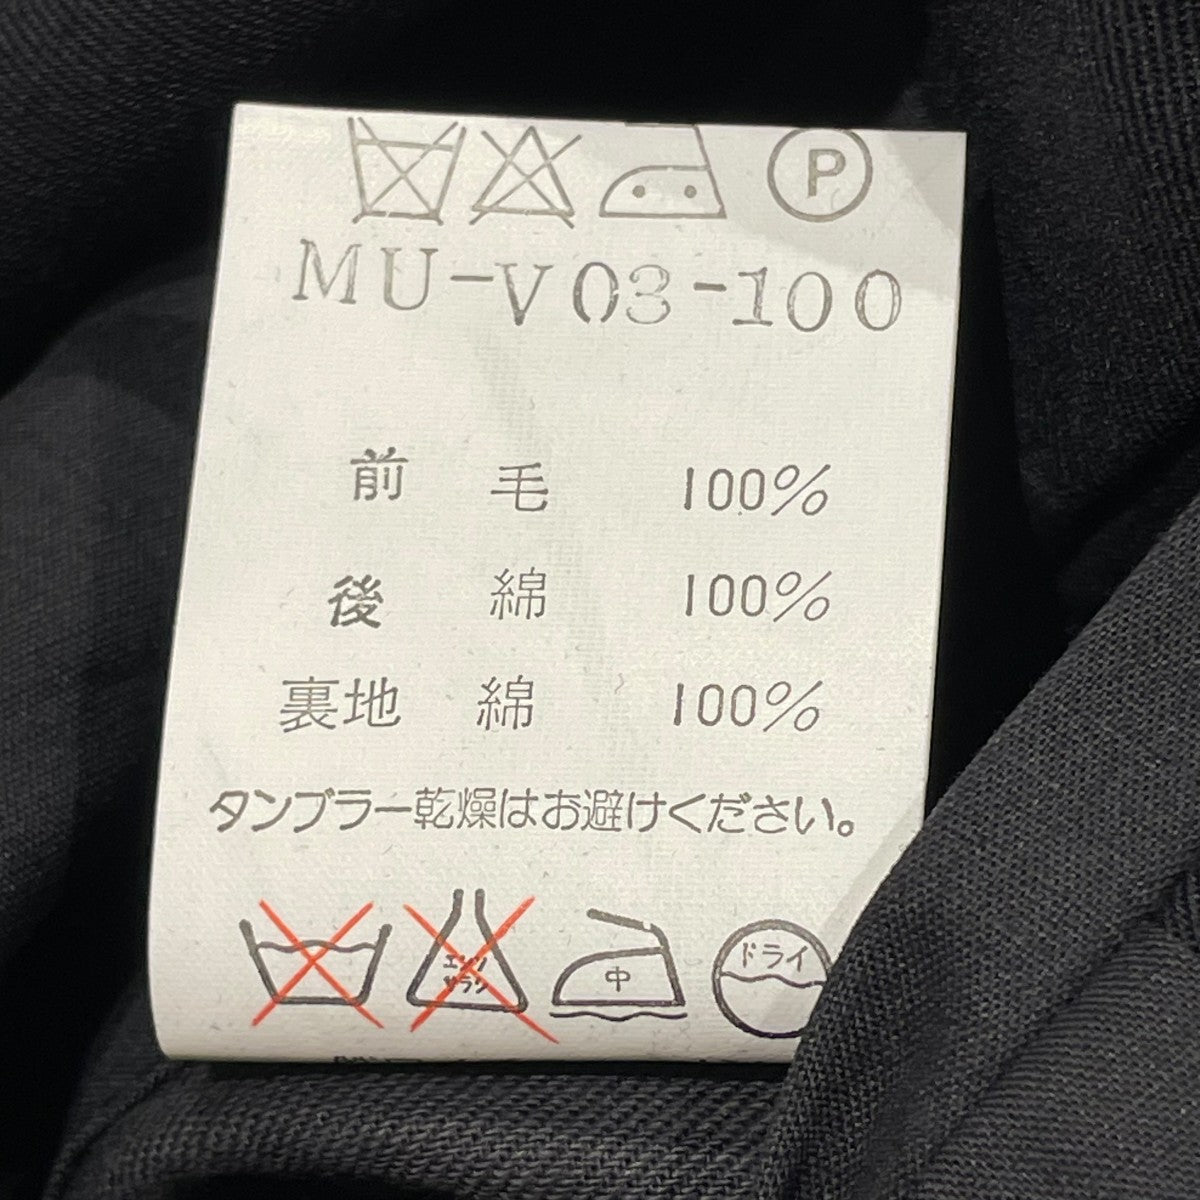 P
MU-V03-100
前 毛 100%
後 綿 100%
裏地 綿 100%
タンブラー乾燥はお避けください。
エンソ サラシ 中 ドライ